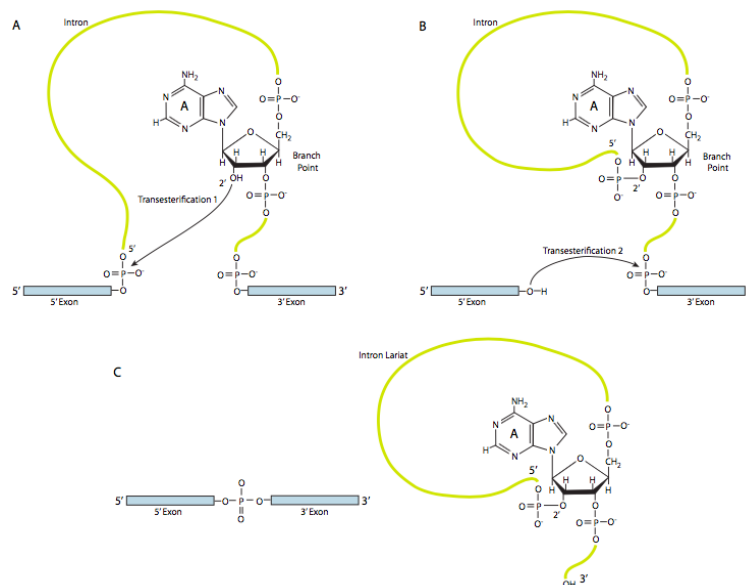 A
Intron
NH₂
N
N
A
H
N
N
O
O=P-O⁻
O
CH₂
O
H
H
H
H
Branch
Point
2'
OH
O
O=P-O⁻
O
Transesterification 1
5'
O
O=P-O⁻
O
O
O=P-O⁻
O
5'
5' Exon
3' Exon
3'
B
Intron
NH₂
N
N
A
H
N
N
O
O=P-O⁻
O
CH₂
O
5'
H
H
H
H
Branch
Point
O
O=P-O
O⁻
2'
O
O=P-O⁻
O
Transesterification 2
O
O=P-O⁻
O
5'
5' Exon
O-H
3' Exon
3'
C
Intron Lariat
NH₂
N
N
A
H
N
N
O
O=P-O⁻
O
CH₂
O
5'
H
H
H
H
O
O=P-O
O⁻
2'
O
O=P-O⁻
O
OH 3'
5'
5' Exon
O
O-P-O
O
3' Exon
3'